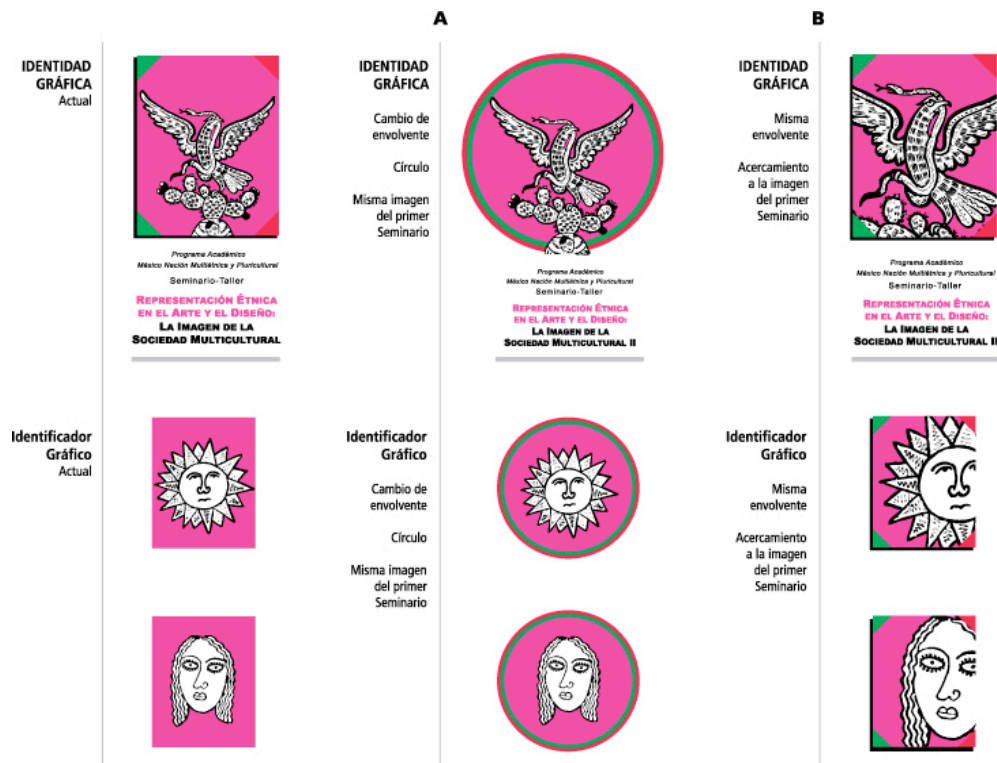 A
B
IDENTIDAD
GRÁFICA
Actual
Programa Académico
México Nación Multiétnica y Pluricultural
Seminario-Taller
REPRESENTACIÓN ÉTNICA
EN EL ARTE Y EL DISEÑO:
LA IMAGEN DE LA
SOCIEDAD MULTICULTURAL
IDENTIDAD
GRÁFICA
Cambio de
envolvente
Círculo
Misma imagen
del primer
Seminario
Programa Académico
México Nación Multiétnica y Pluricultural
Seminario-Taller
REPRESENTACIÓN ÉTNICA
EN EL ARTE Y EL DISEÑO:
LA IMAGEN DE LA
SOCIEDAD MULTICULTURAL II
IDENTIDAD
GRÁFICA
Misma
envolvente
Acercamiento
a la imagen
del primer
Seminario
Programa Académico
México Nación Multiétnica y Pluricultural
Seminario-Taller
REPRESENTACIÓN ÉTNICA
EN EL ARTE Y EL DISEÑO:
LA IMAGEN DE LA
SOCIEDAD MULTICULTURAL II
Identificador
Gráfico
Actual
Identificador
Gráfico
Cambio de
envolvente
Círculo
Misma imagen
del primer
Seminario
Identificador
Gráfico
Misma
envolvente
Acercamiento
a la imagen
del primer
Seminario